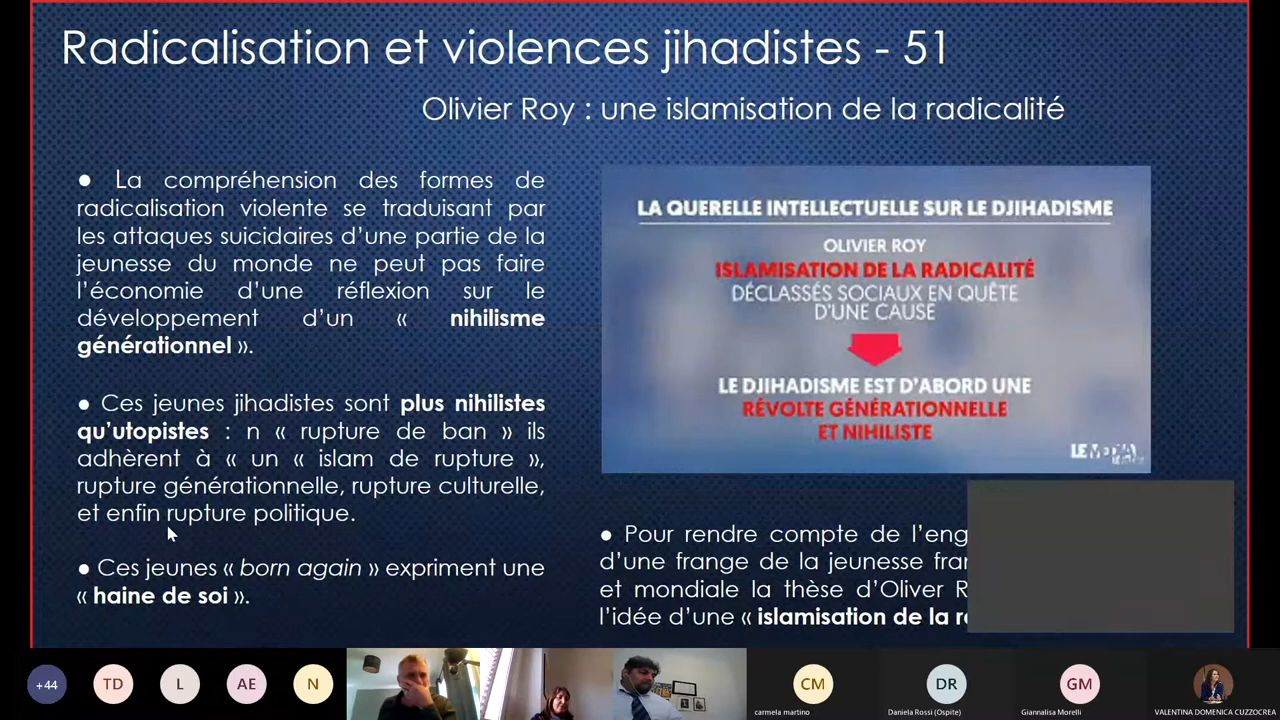 Radicalisation et violences jihadistes - 51
Olivier Roy : une islamisation de la radicalité
● La compréhension des formes de
radicalisation violente se traduisant par
les attaques suicidaires d’une partie de la
jeunesse du monde ne peut pas faire
l’économie d’une réflexion sur le
développement d’un « nihilisme
générationnel ».
● Ces jeunes jihadistes sont plus nihilistes
qu’utopistes : n « rupture de ban » ils
adhèrent à « un « islam de rupture »,
rupture générationnelle, rupture culturelle,
et enfin rupture politique.
● Ces jeunes « born again » expriment une
« haine de soi ».
LA QUERELLE INTELLECTUELLE SUR LE DJIHADISME
OLIVIER ROY
ISLAMISATION DE LA RADICALITÉ
DÉCLASSÉS SOCIAUX EN QUÊTE
D'UNE CAUSE
LE DJIHADISME EST D'ABORD UNE
RÉVOLTE GÉNÉRATIONNELLE
ET NIHILISTE
LE MEDIA
● Pour rendre compte de l’eng
d’une frange de la jeunesse fran
et mondiale la thèse d’Oliver R
l’idée d’une « islamisation de la
+44
TD
L
AE
N
CM
carmela martino
DR
Daniela Rossi (Ospite)
GM
Giannalisa Morelli
VALENTINA DOMENICA CUZZOCREA